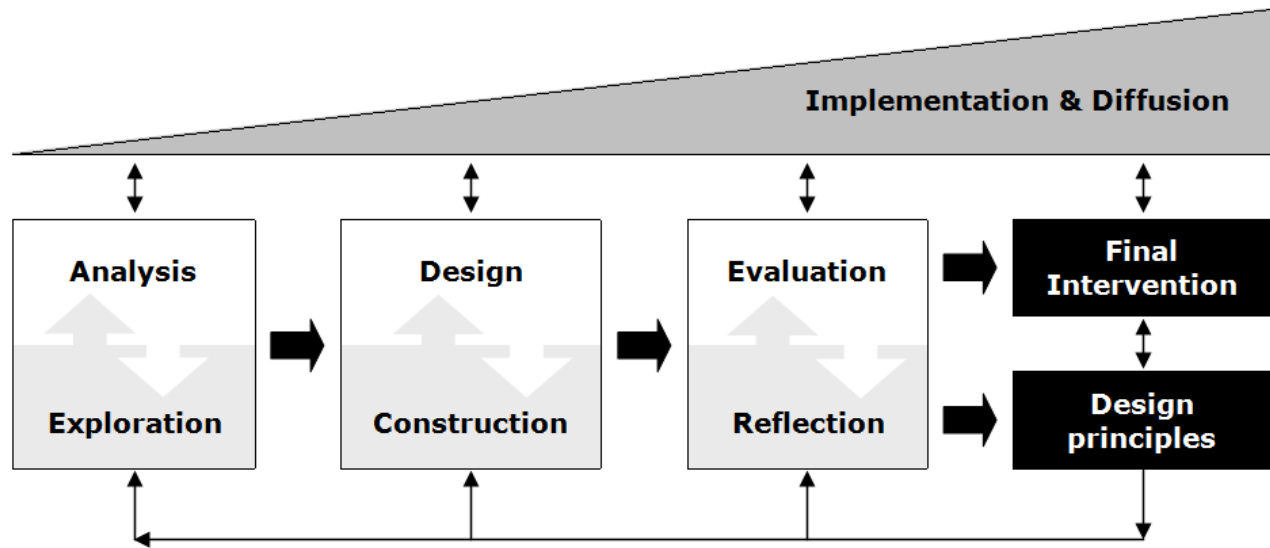 Implementation & Diffusion
Analysis
Exploration
Design
Construction
Evaluation
Reflection
Final
Intervention
Design
principles